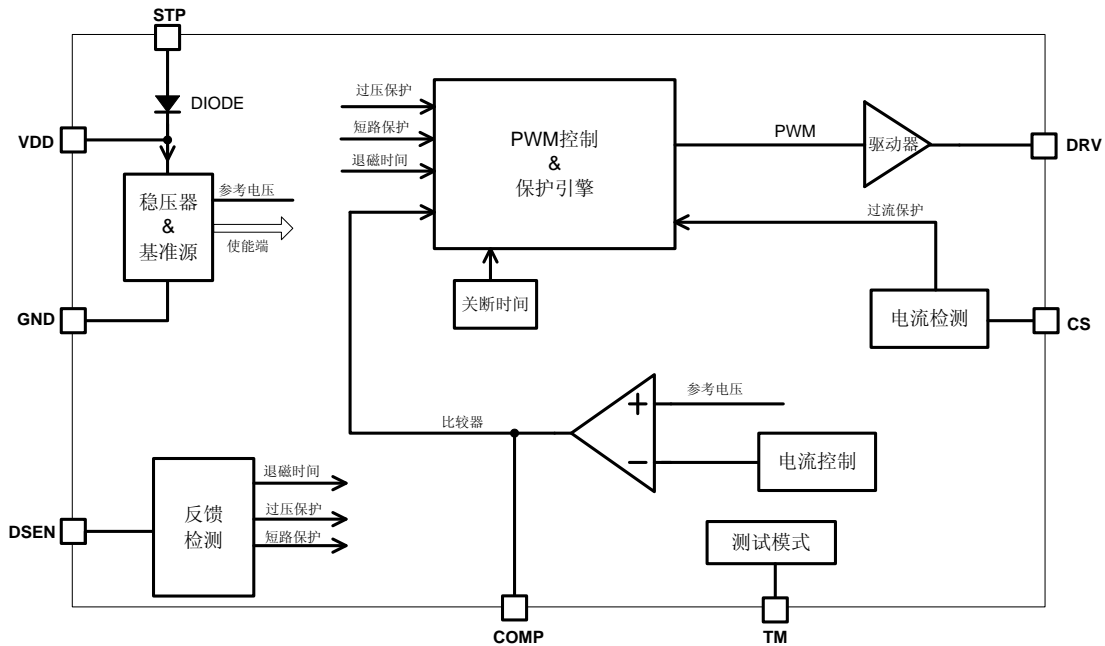 STP
DIODE
VDD
稳压器
&
基准源
参考电压
使能端
GND
过压保护
短路保护
退磁时间
PWM控制
&
保护引擎
PWM
驱动器
DRV
过流保护
关断时间
电流检测
CS
参考电压
比较器
电流控制
DSEN
反馈
检测
退磁时间
过压保护
短路保护
测试模式
COMP
TM